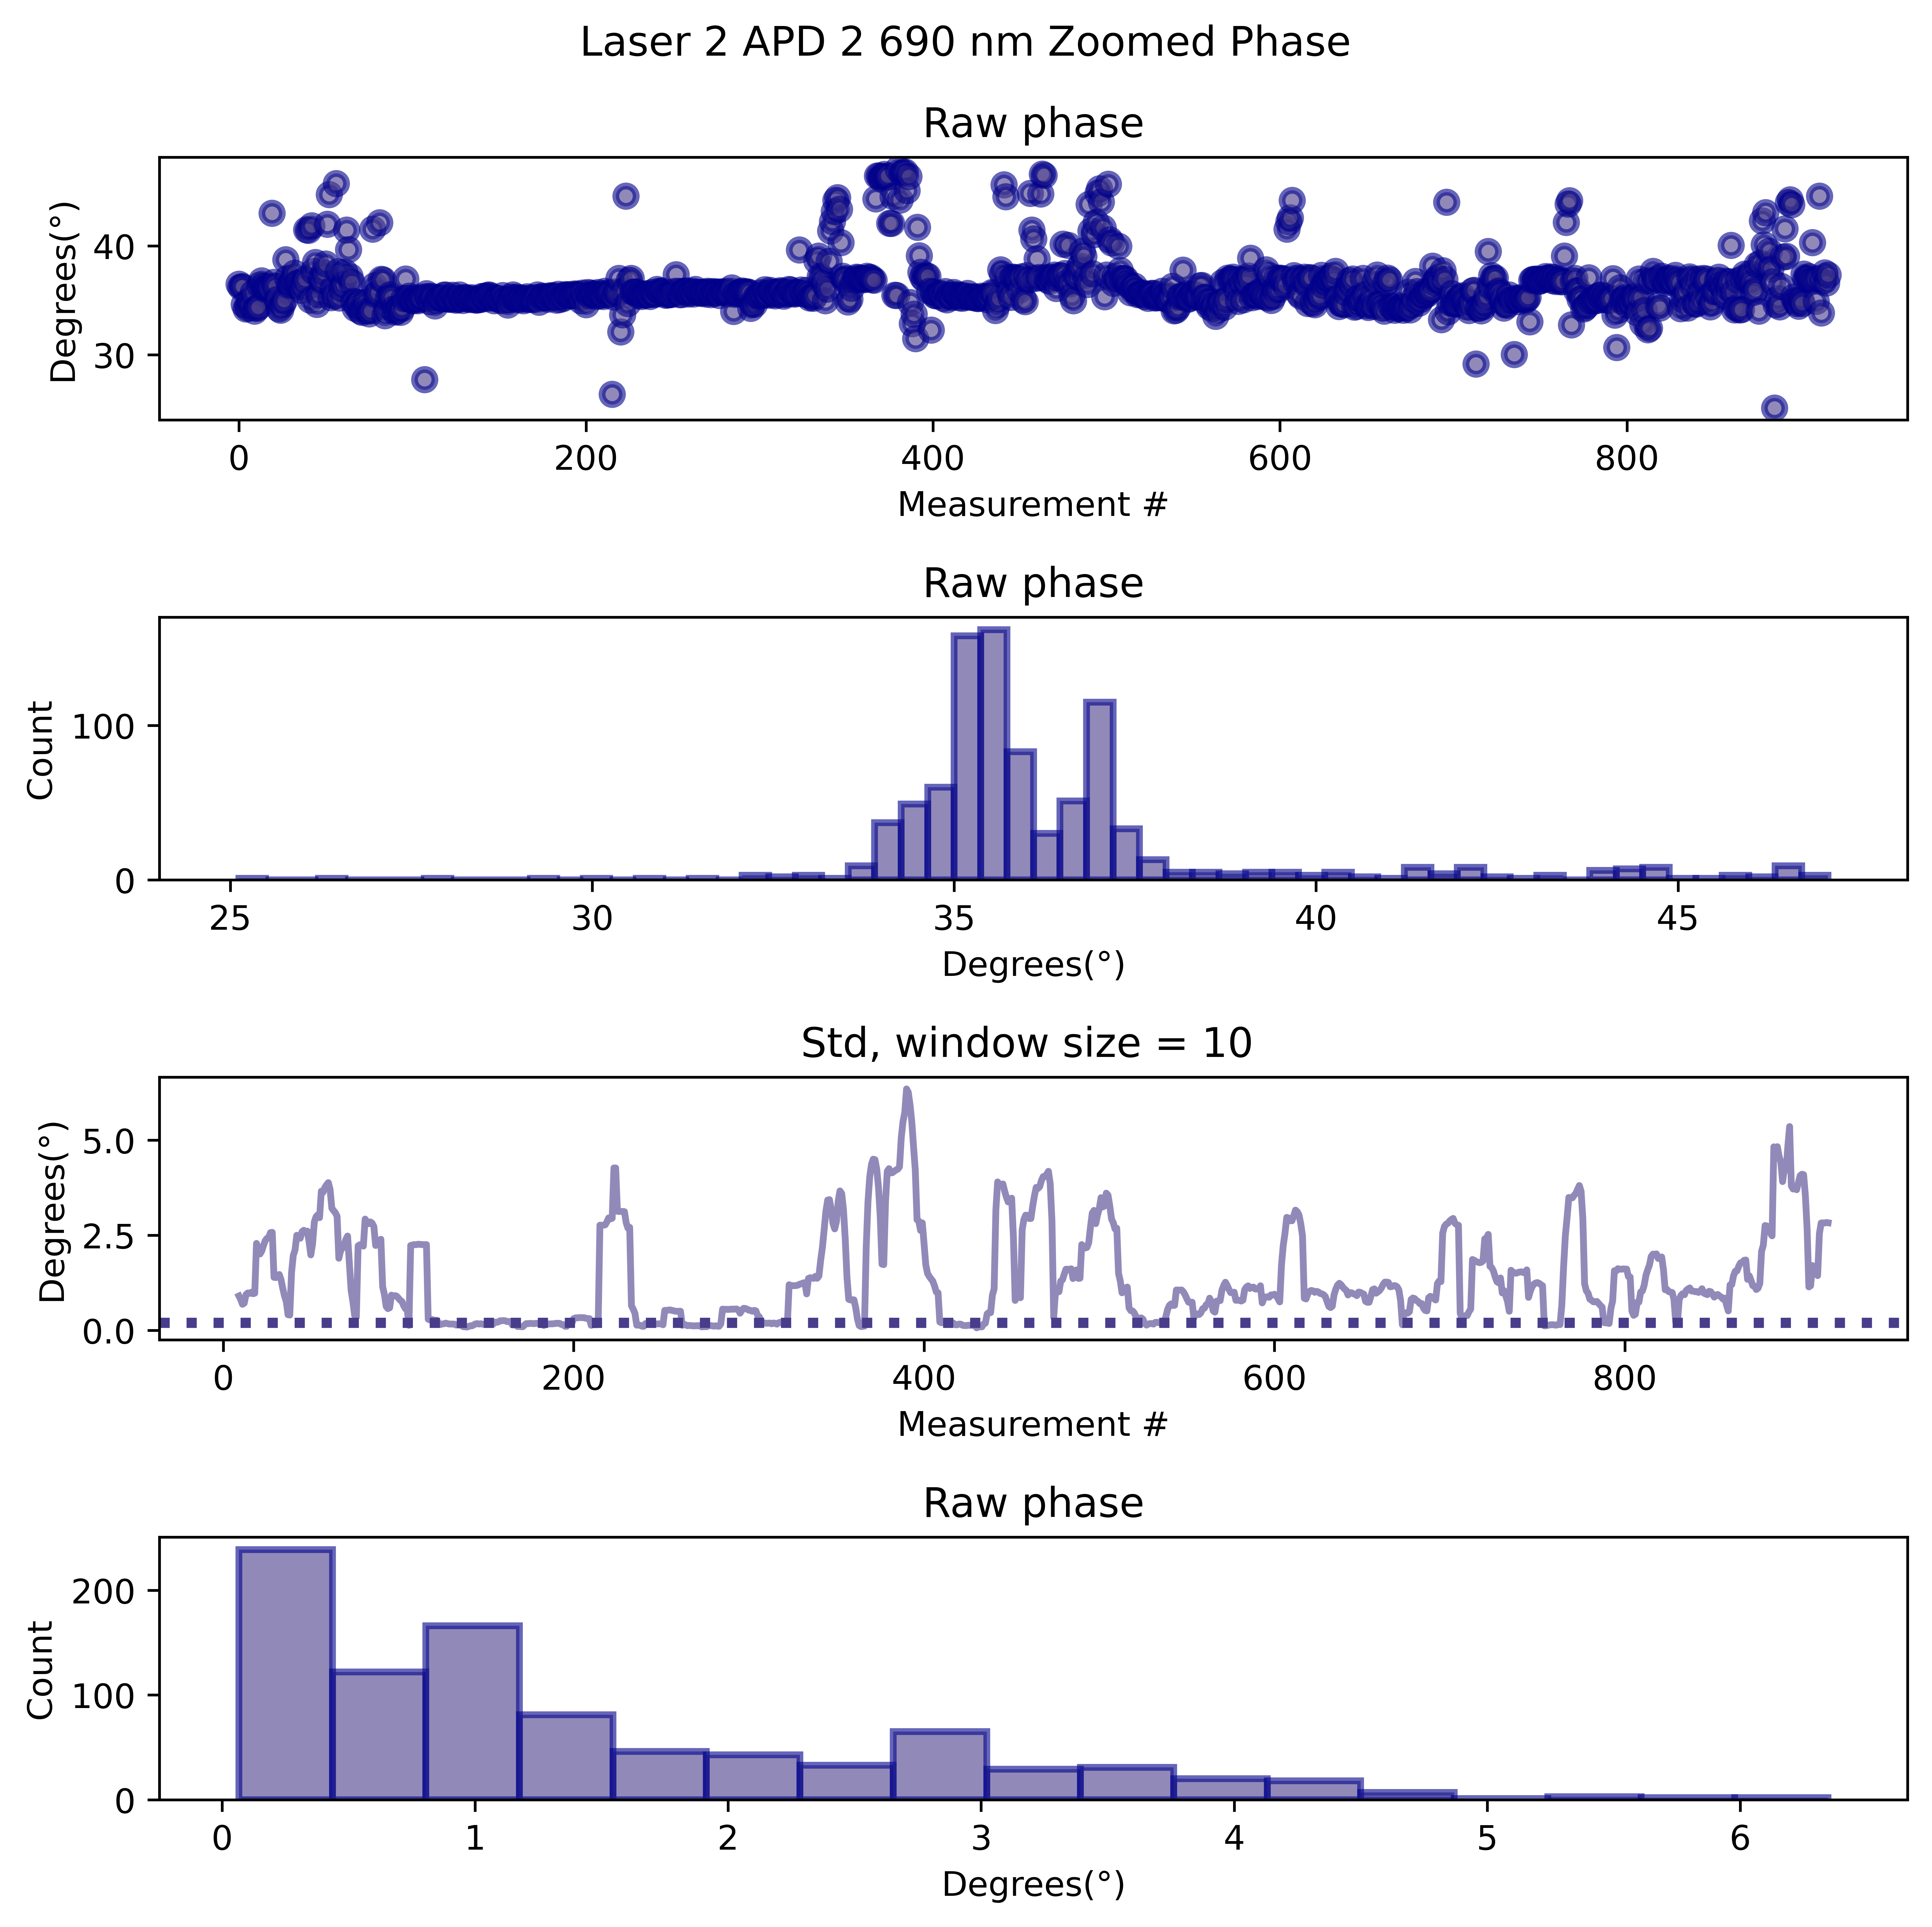 Laser 2 APD 2 690 nm Zoomed Phase
Raw phase
Degrees(°)
40
30
0 200 400 600 800
Measurement #
Raw phase
Count
100
0
25 30 35 40 45
Degrees(°)
Std, window size = 10
Degrees(°)
5.0
2.5
0.0
0 200 400 600 800
Measurement #
Raw phase
Count
200
100
0
0 1 2 3 4 5 6
Degrees(°)